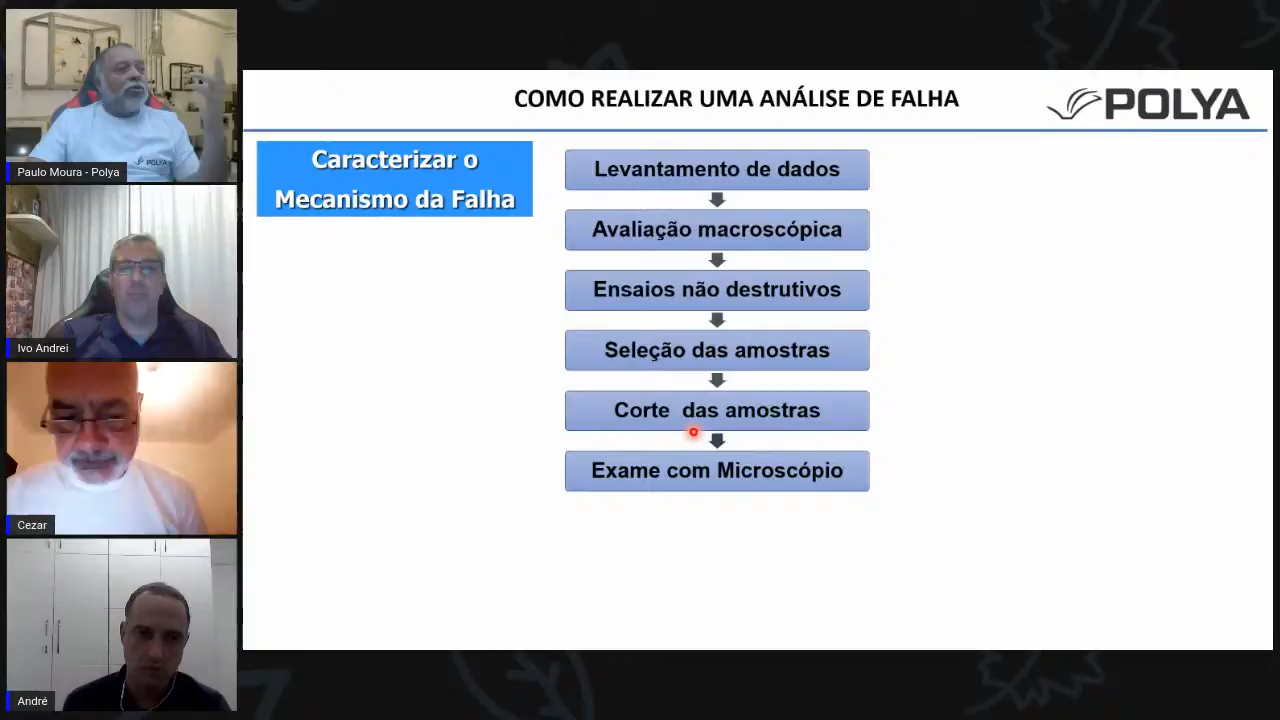 COMO REALIZAR UMA ANÁLISE DE FALHA
POLYA
Caracterizar o
Mecanismo da Falha
Levantamento de dados
Avaliação macroscópica
Ensaios não destrutivos
Seleção das amostras
Corte das amostras
Exame com Microscópio
POLYA
Paulo Moura - Polya
Ivo Andrei
Cezar
André